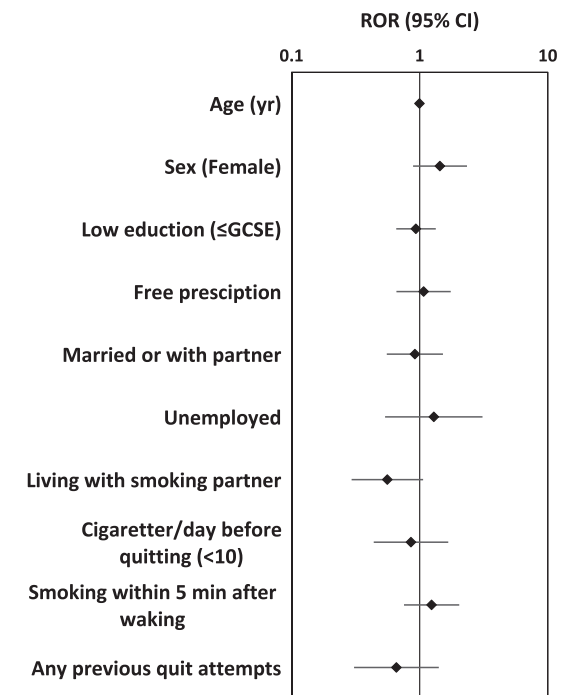 ROR (95% CI)
0.1 1 10
Age (yr)
Sex (Female)
Low eduction (≤GCSE)
Free presciption
Married or with partner
Unemployed
Living with smoking partner
Cigaretter/day before
quitting (<10)
Smoking within 5 min after
waking
Any previous quit attempts